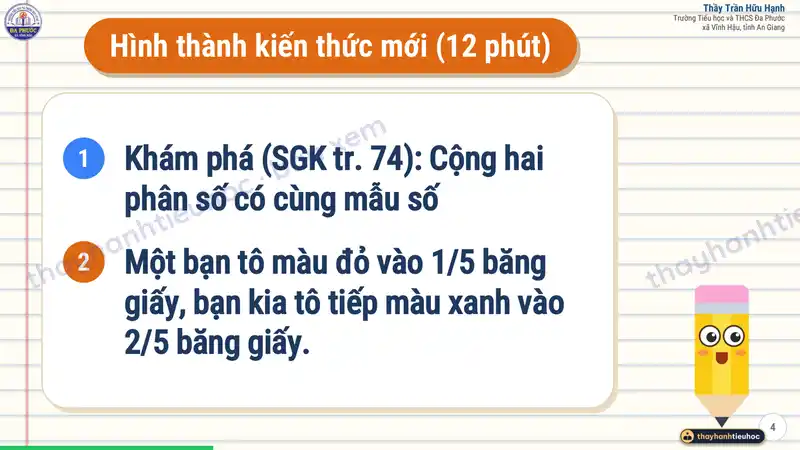 Thầy Trần Hữu Hạnh
Trường Tiểu học và THCS Đa Phước
xã Vĩnh Hậu, tỉnh An Giang
ĐA PHƯỚC
Hình thành kiến thức mới (12 phút)
1
Khám phá (SGK tr. 74): Cộng hai
phân số có cùng mẫu số
2
Một bạn tô màu đỏ vào 1/5 băng
giấy, bạn kia tô tiếp màu xanh vào
2/5 băng giấy.
thayhanhtieuhoc
4